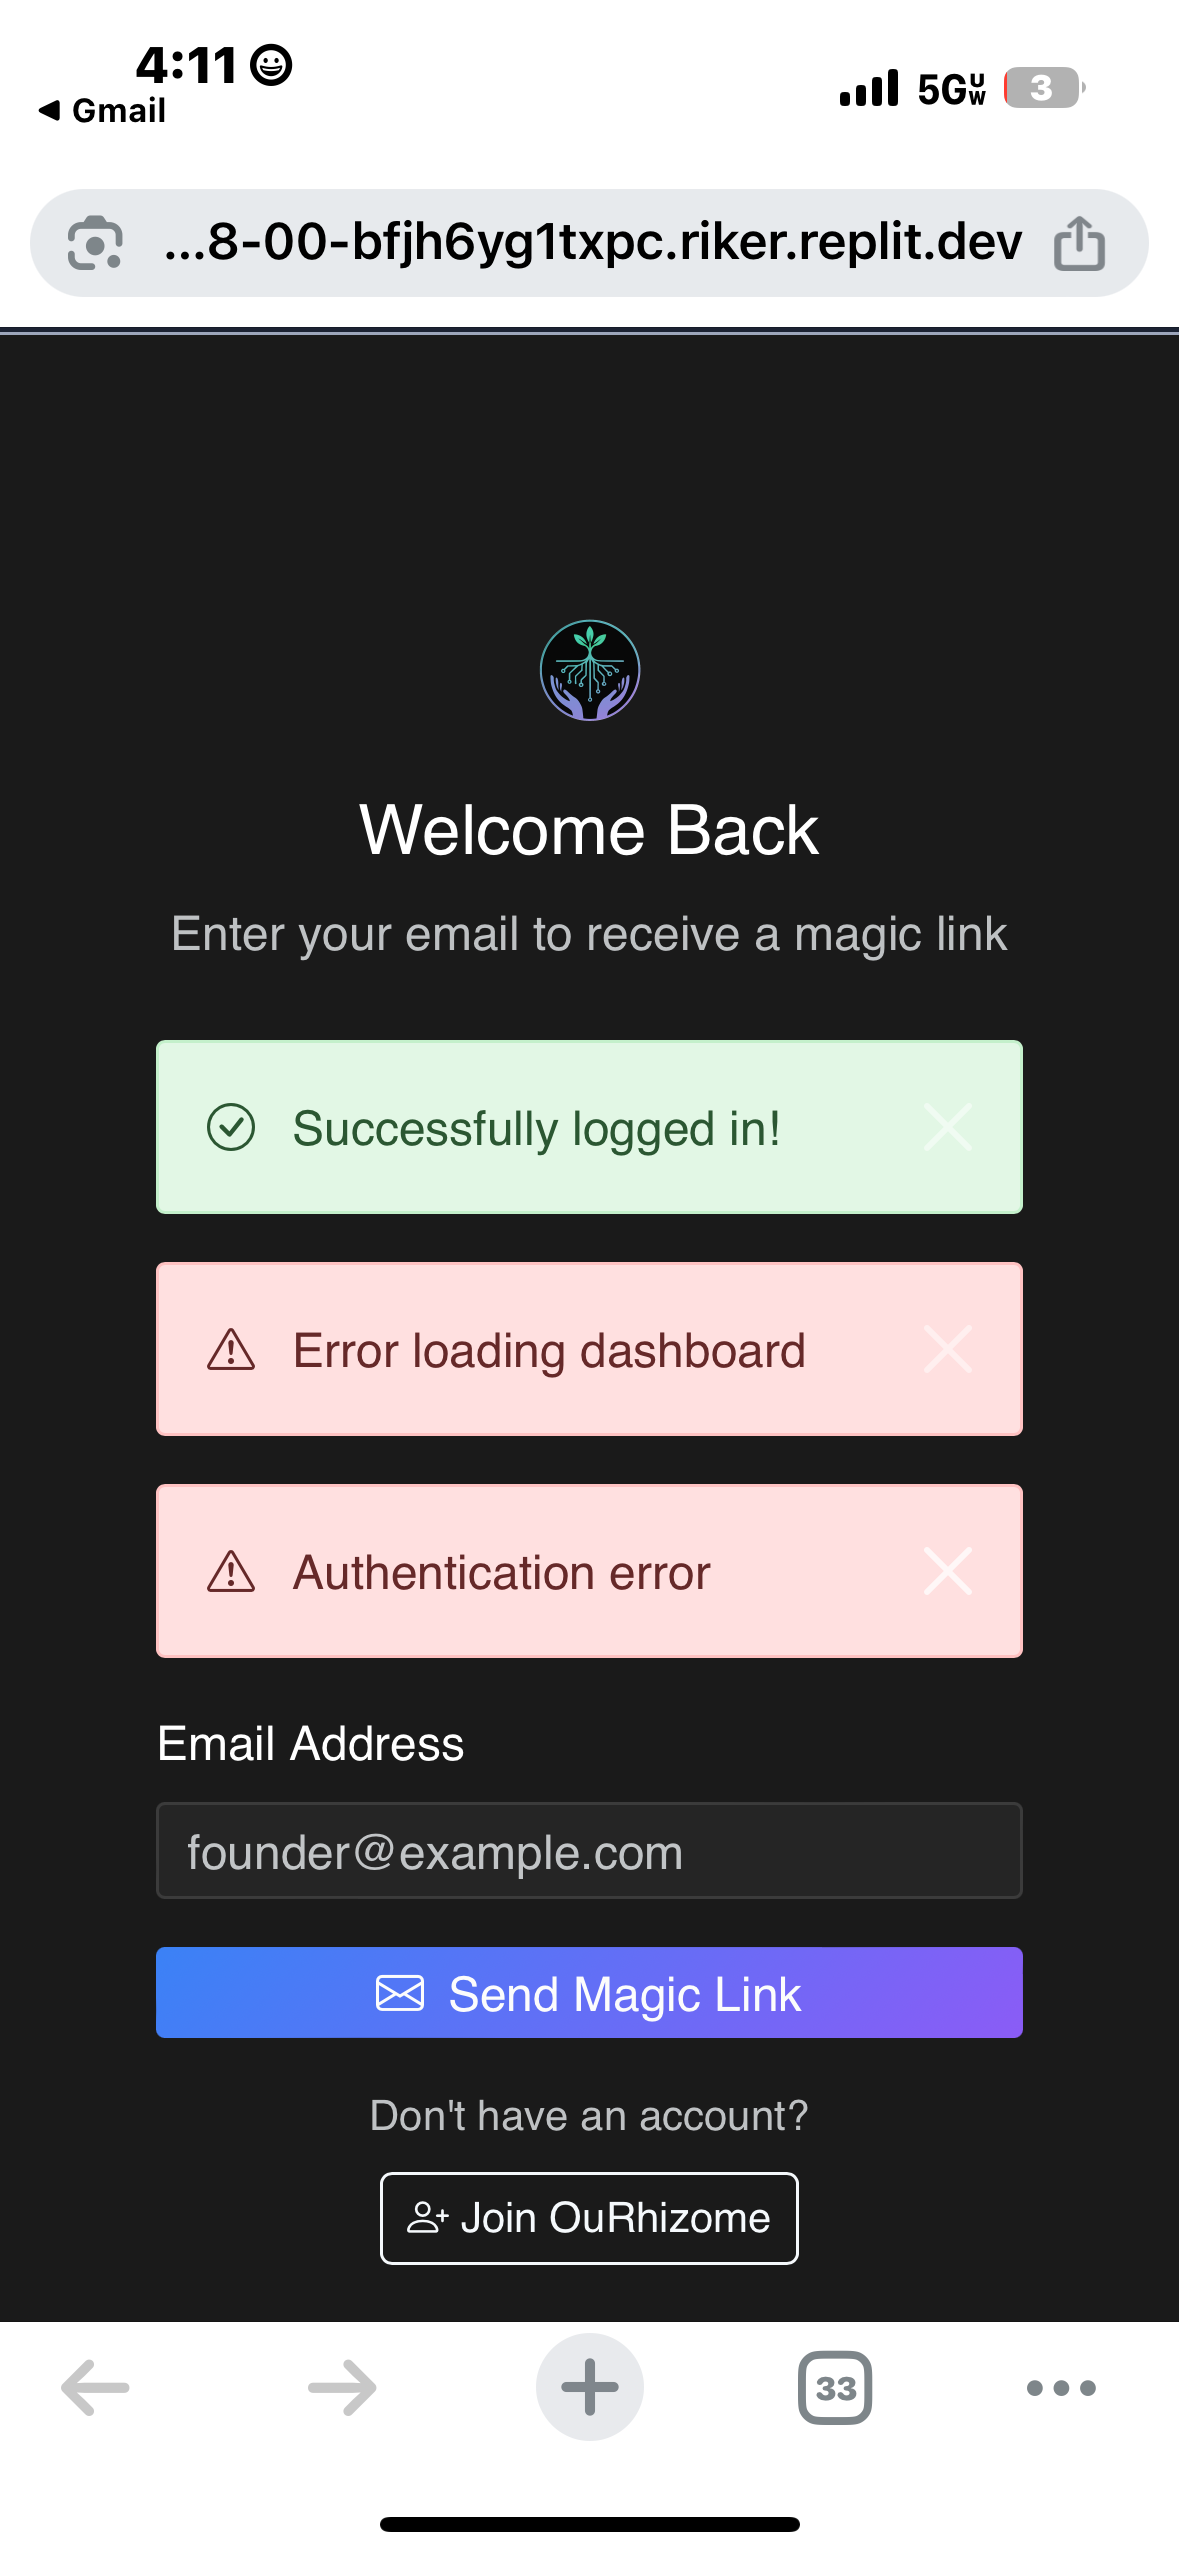 4:11
Gmail
5G UW
3
...8-00-bfjh6yg1txpc.riker.replit.dev
Welcome Back
Enter your email to receive a magic link
Successfully logged in!
Error loading dashboard
Authentication error
Email Address
founder@example.com
Send Magic Link
Don't have an account?
Join OuRhizome
33